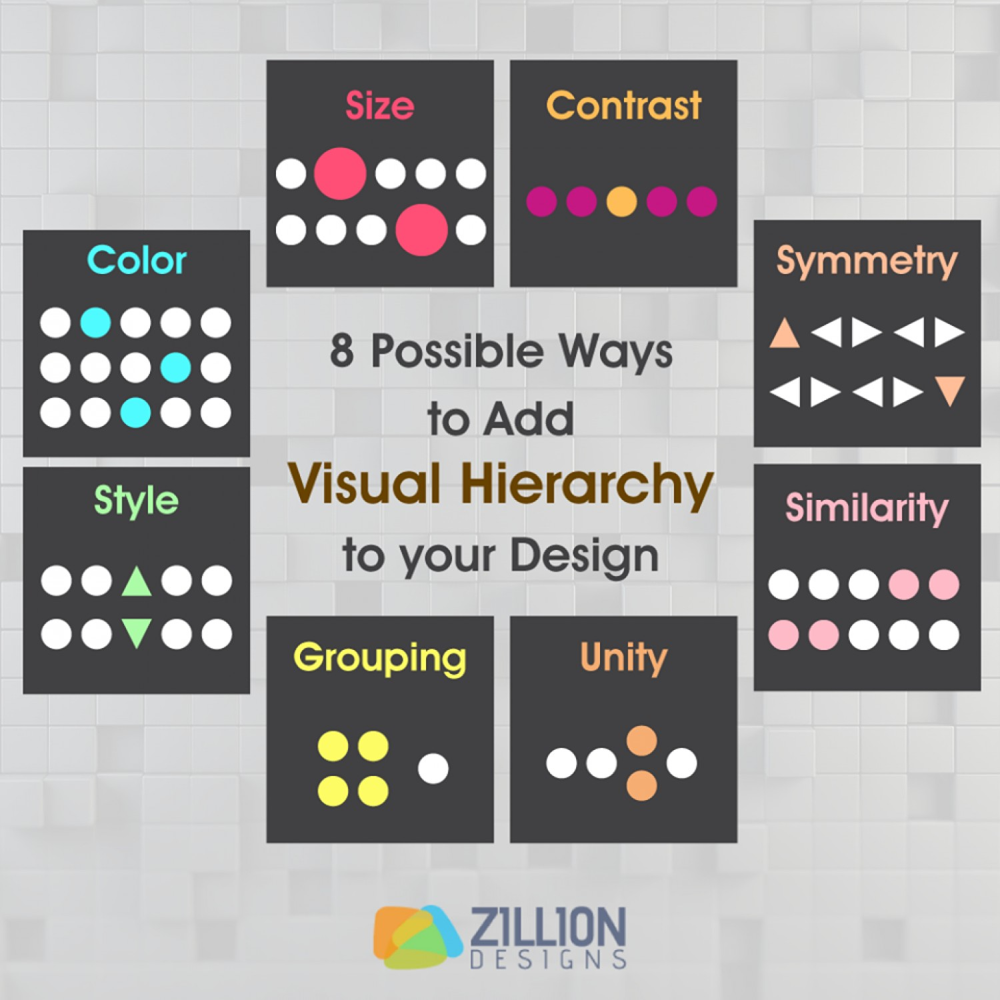 Size
Contrast
Color
Symmetry
8 Possible Ways
to Add
Visual Hierarchy
to your Design
Style
Similarity
Grouping
Unity
ZILLION
DESIGNS